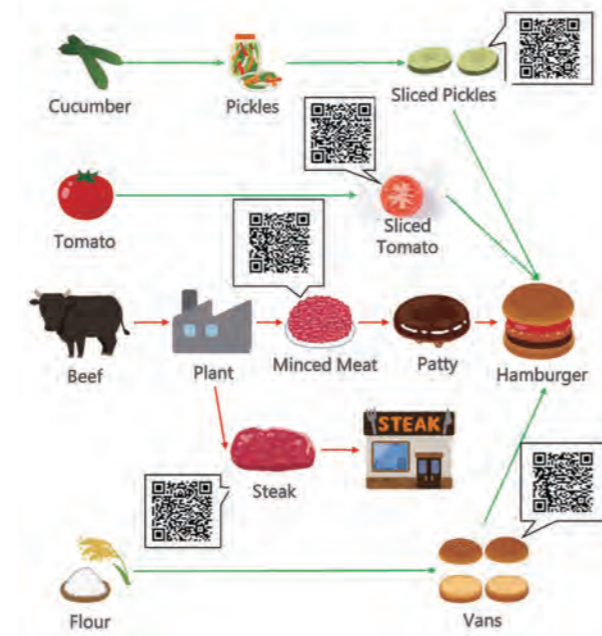 Cucumber
Pickles
Sliced Pickles
Tomato
Sliced
Tomato
Beef
Plant
Minced Meat
Patty
Hamburger
STEAK
Steak
Flour
Vans